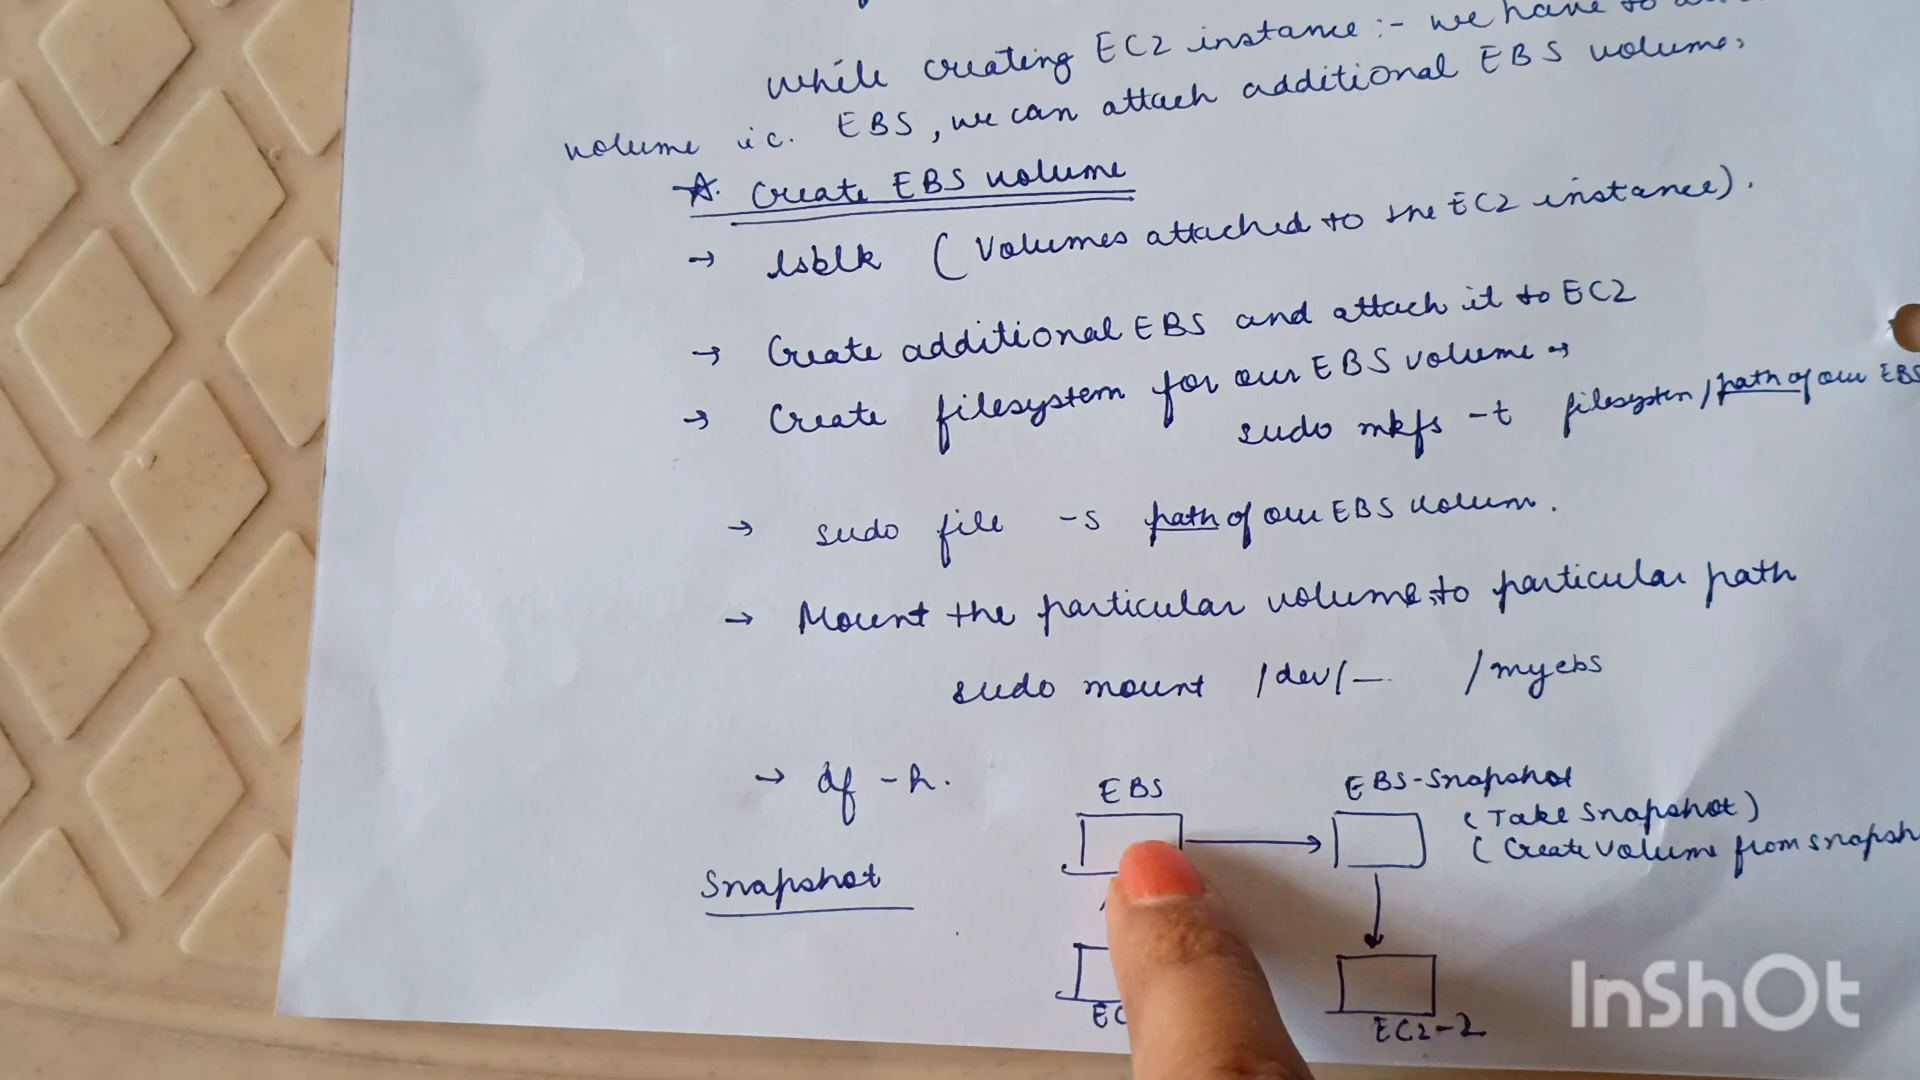 while creating EC2 instance :- we have to
volume ie. EBS, we can attach additional EBS volume.
☆. Create EBS volume
→ lsblk (Volumes attached to the EC2 instance).
→ Create additional EBS and attach it to EC2
→ Create filesystem for our EBS volume →
sudo mkfs -t filesystem /path of our EBS
→ sudo file -s path of our EBS volum.
→ Mount the particular volume to particular path
sudo mount /dev/— /myebs
→ df -h.
EBS
EBS-Snapshot
(Take Snapshot)
(Create Volume from snapsh
Snapshot
EC
EC2-2
InShOt